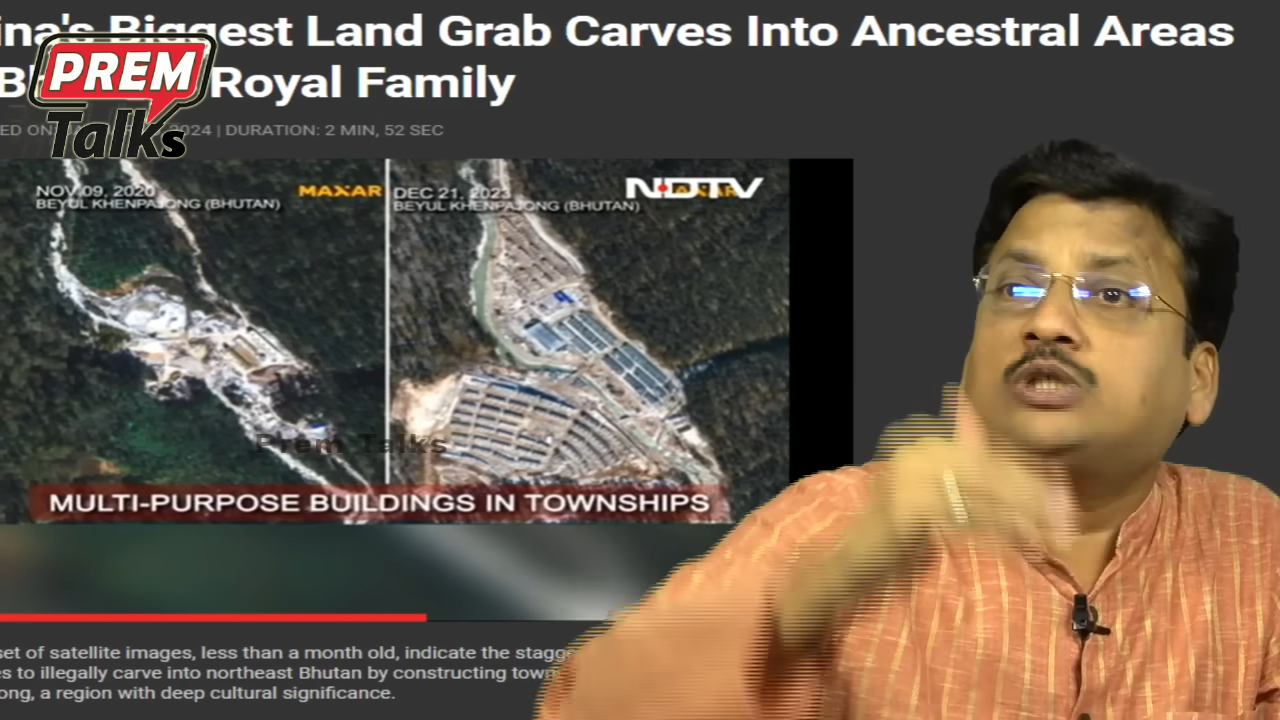 ina's Biggest Land Grab Carves Into Ancestral Areas
Royal Family
PREM
Talks
ED ON 2024 | DURATION: 2 MIN, 52 SEC
NOV 09, 2020
BEYUL KHENPAJONG (BHUTAN)
MAXAR
DEC 21, 2023
BEYUL KHENPAJONG (BHUTAN)
NDTV
Prem Talks
MULTI-PURPOSE BUILDINGS IN TOWNSHIPS
set of satellite images, less than a month old, indicate the stagg
es to illegally carve into northeast Bhutan by constructing town
ong, a region with deep cultural significance.